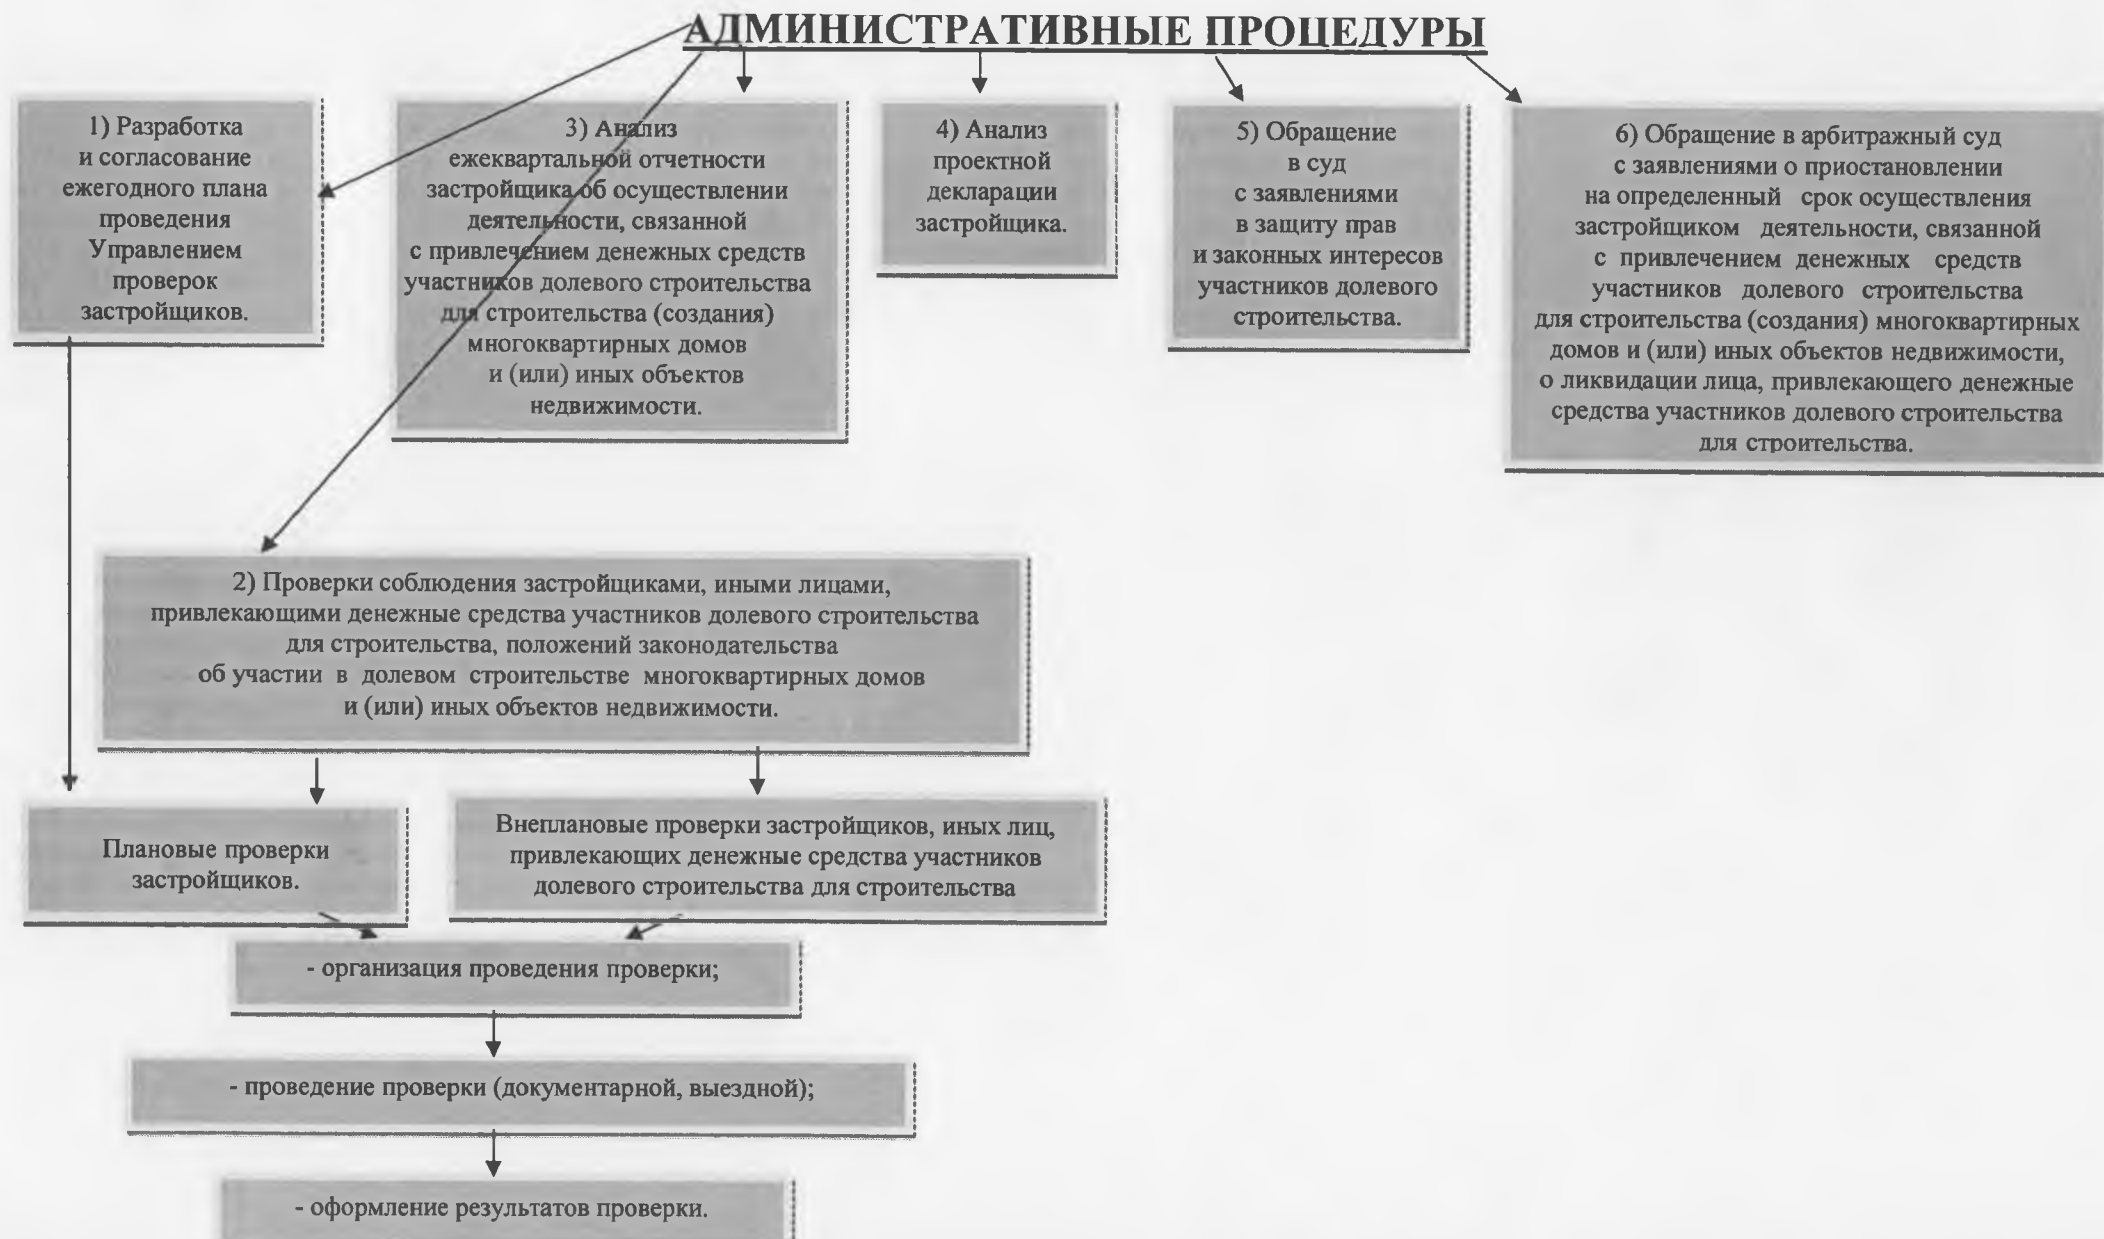 АДМИНИСТРАТИВНЫЕ ПРОЦЕДУРЫ
1) Разработка
и согласование
ежегодного плана
проведения
Управлением
проверок
застройщиков.
3) Анализ
ежеквартальной отчетности
застройщика об осуществлении
деятельности, связанной
с привлечением денежных средств
участников долевого строительства
для строительства (создания)
многоквартирных домов
и (или) иных объектов
недвижимости.
4) Анализ
проектной
декларации
застройщика.
5) Обращение
в суд
с заявлениями
в защиту прав
и законных интересов
участников долевого
строительства.
6) Обращение в арбитражный суд
с заявлениями о приостановлении
на определенный срок осуществления
застройщиком деятельности, связанной
с привлечением денежных средств
участников долевого строительства
для строительства (создания) многоквартирных
домов и (или) иных объектов недвижимости,
о ликвидации лица, привлекающего денежные
средства участников долевого строительства
для строительства.
2) Проверки соблюдения застройщиками, иными лицами,
привлекающими денежные средства участников долевого строительства
для строительства, положений законодательства
об участии в долевом строительстве многоквартирных домов
и (или) иных объектов недвижимости.
Плановые проверки
застройщиков.
Внеплановые проверки застройщиков, иных лиц,
привлекающих денежные средства участников
долевого строительства для строительства
- организация проведения проверки;
- проведение проверки (документарной, выездной);
- оформление результатов проверки.